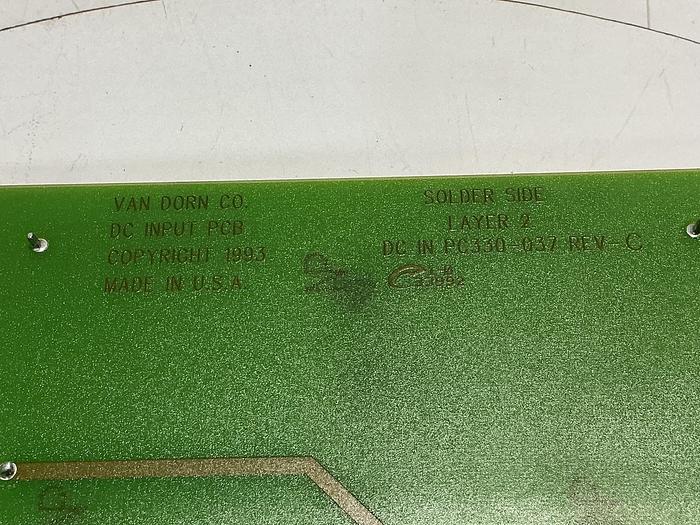 VAN DORN CO.
DC INPUT PCB
COPYRIGHT 1993
MADE IN U.S.A
SOLDER SIDE
LAYER 2
DC IN PC330-037 REV-C